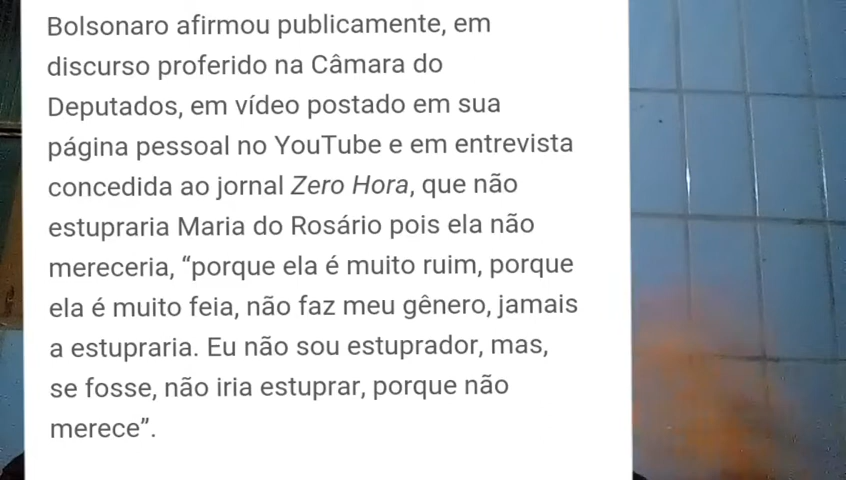 Bolsonaro afirmou publicamente, em
discurso proferido na Câmara do
Deputados, em vídeo postado em sua
página pessoal no YouTube e em entrevista
concedida ao jornal Zero Hora, que não
estupraria Maria do Rosário pois ela não
mereceria, “porque ela é muito ruim, porque
ela é muito feia, não faz meu gênero, jamais
a estupraria. Eu não sou estuprador, mas,
se fosse, não iria estuprar, porque não
merece”.